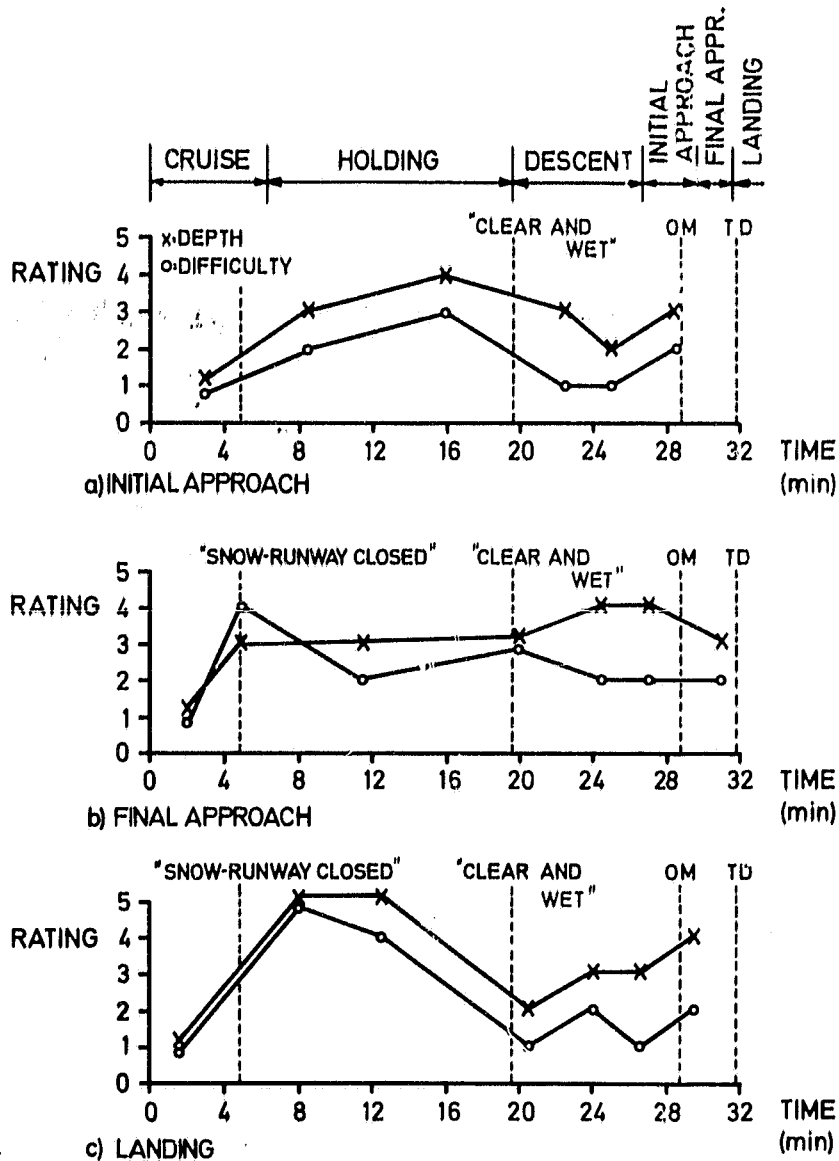 INITIAL
APPROACH
FINAL APPR.
LANDING
CRUISE HOLDING DESCENT
"CLEAR AND WET" OM TD
x:DEPTH
o:DIFFICULTY
RATING
5
4
3
2
1
0
0 4 8 12 16 20 24 28 32 TIME (min)
a) INITIAL APPROACH
"SNOW-RUNWAY CLOSED" "CLEAR AND WET" OM TD
RATING
5
4
3
2
1
0
0 4 8 12 16 20 24 28 32 TIME (min)
b) FINAL APPROACH
"SNOW-RUNWAY CLOSED" "CLEAR AND WET" OM TD
RATING
5
4
3
2
1
0
0 4 8 12 16 20 24 28 32 TIME (min)
c) LANDING